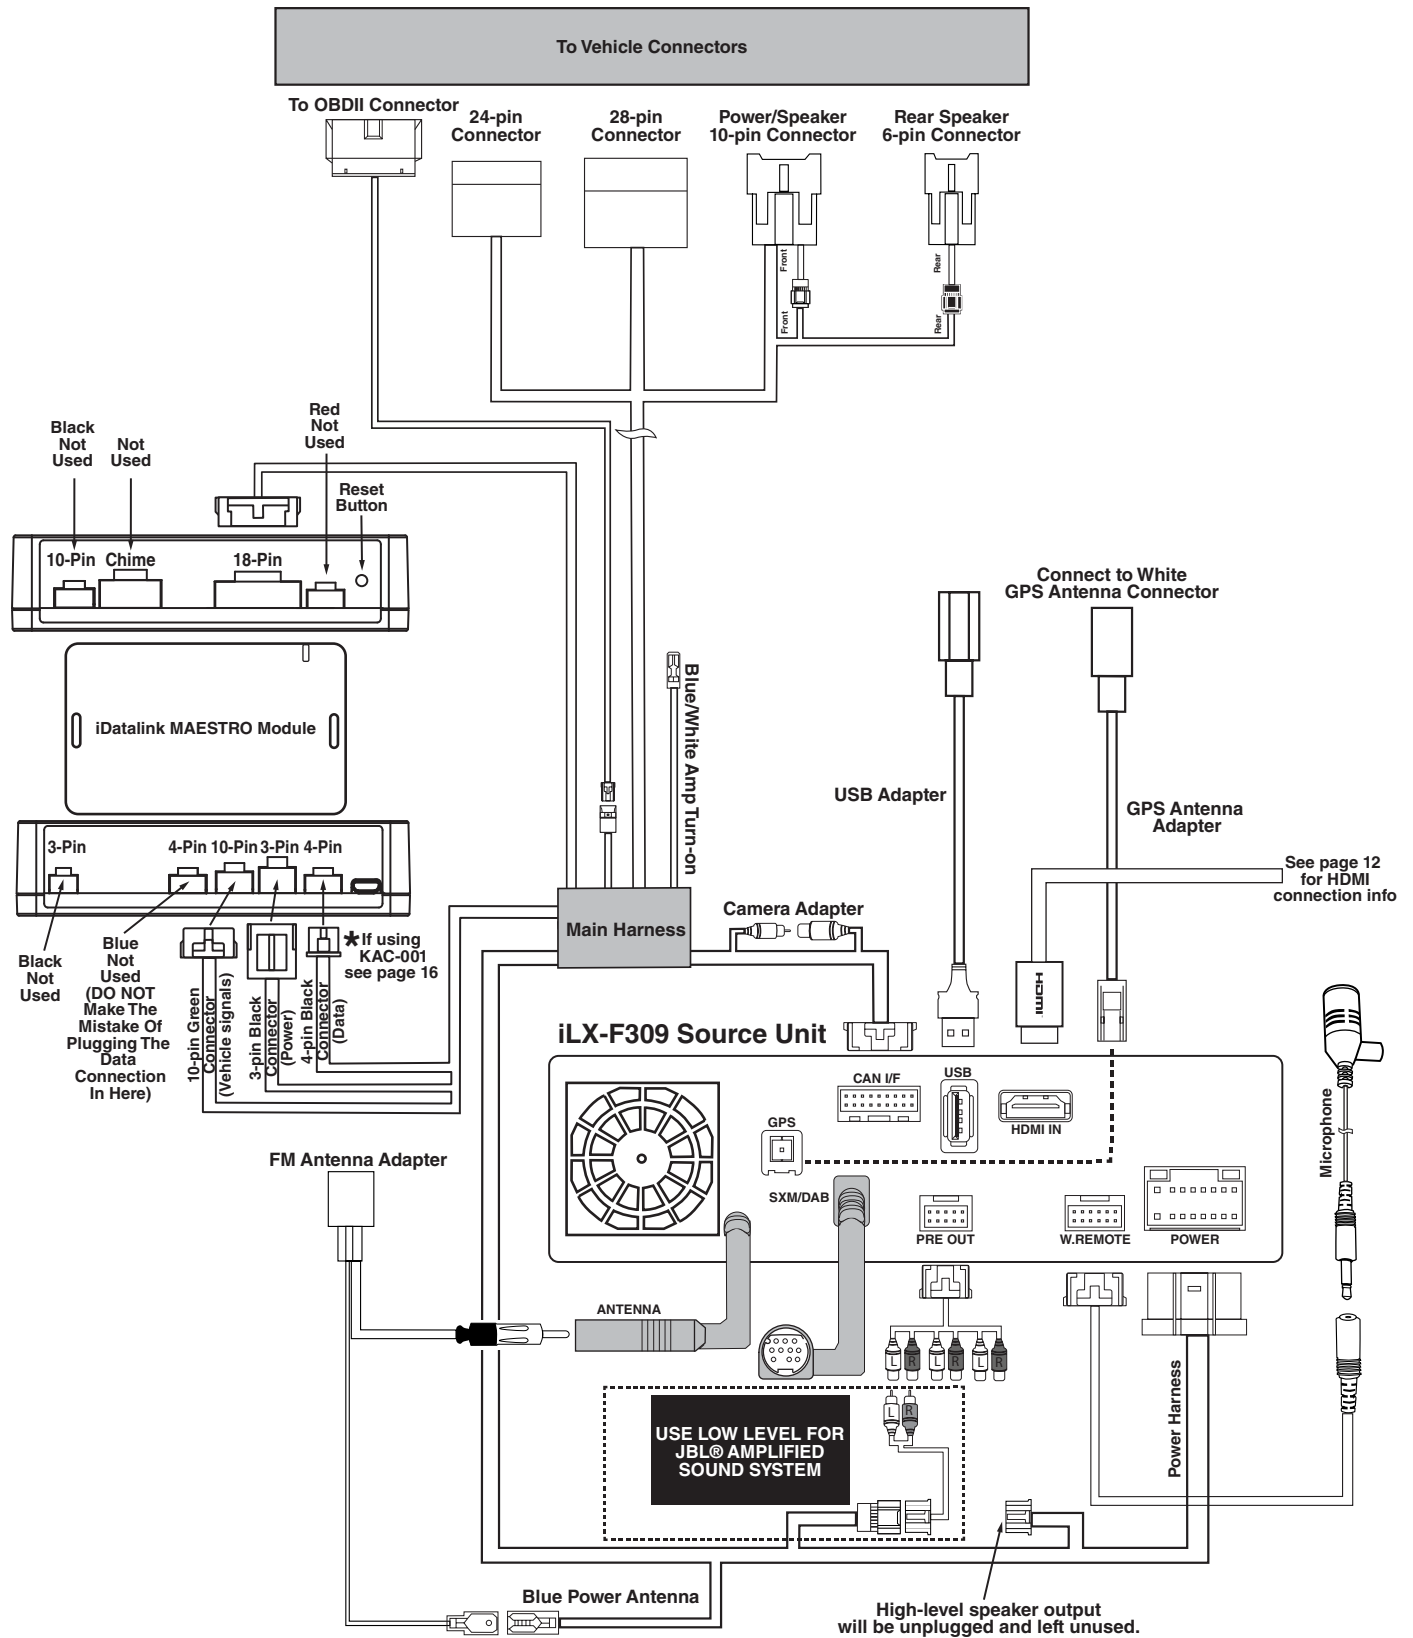 To Vehicle Connectors
To OBDII Connector
24-pin
Connector
28-pin
Connector
Power/Speaker
10-pin Connector
Rear Speaker
6-pin Connector
Front
Rear
Front
Rear
Black
Not
Used
Not
Used
Red
Not
Used
Reset
Button
10-Pin
Chime
18-Pin
iDatalink MAESTRO Module
Blue/White Amp Turn-on
Connect to White
GPS Antenna Connector
USB Adapter
GPS Antenna
Adapter
See page 12
for HDMI
connection info
3-Pin
4-Pin
10-Pin
3-Pin
4-Pin
Main Harness
Camera Adapter
Black
Not
Used
Blue
Not
Used
(DO NOT
Make The
Mistake Of
Plugging The
Data
Connection
In Here)
10-pin Green
Connector
(Vehicle signals)
3-pin Black
Connector
(Power)
4-pin Black
Connector
(Data)
*If using
KAC-001
see page 16
HDMI
iLX-F309 Source Unit
CAN I/F
USB
HDMI IN
GPS
SXM/DAB
PRE OUT
W.REMOTE
POWER
Microphone
FM Antenna Adapter
ANTENNA
L
R
L
R
L
R
L
R
USE LOW LEVEL FOR
JBL® AMPLIFIED
SOUND SYSTEM
Power Harness
Blue Power Antenna
High-level speaker output
will be unplugged and left unused.